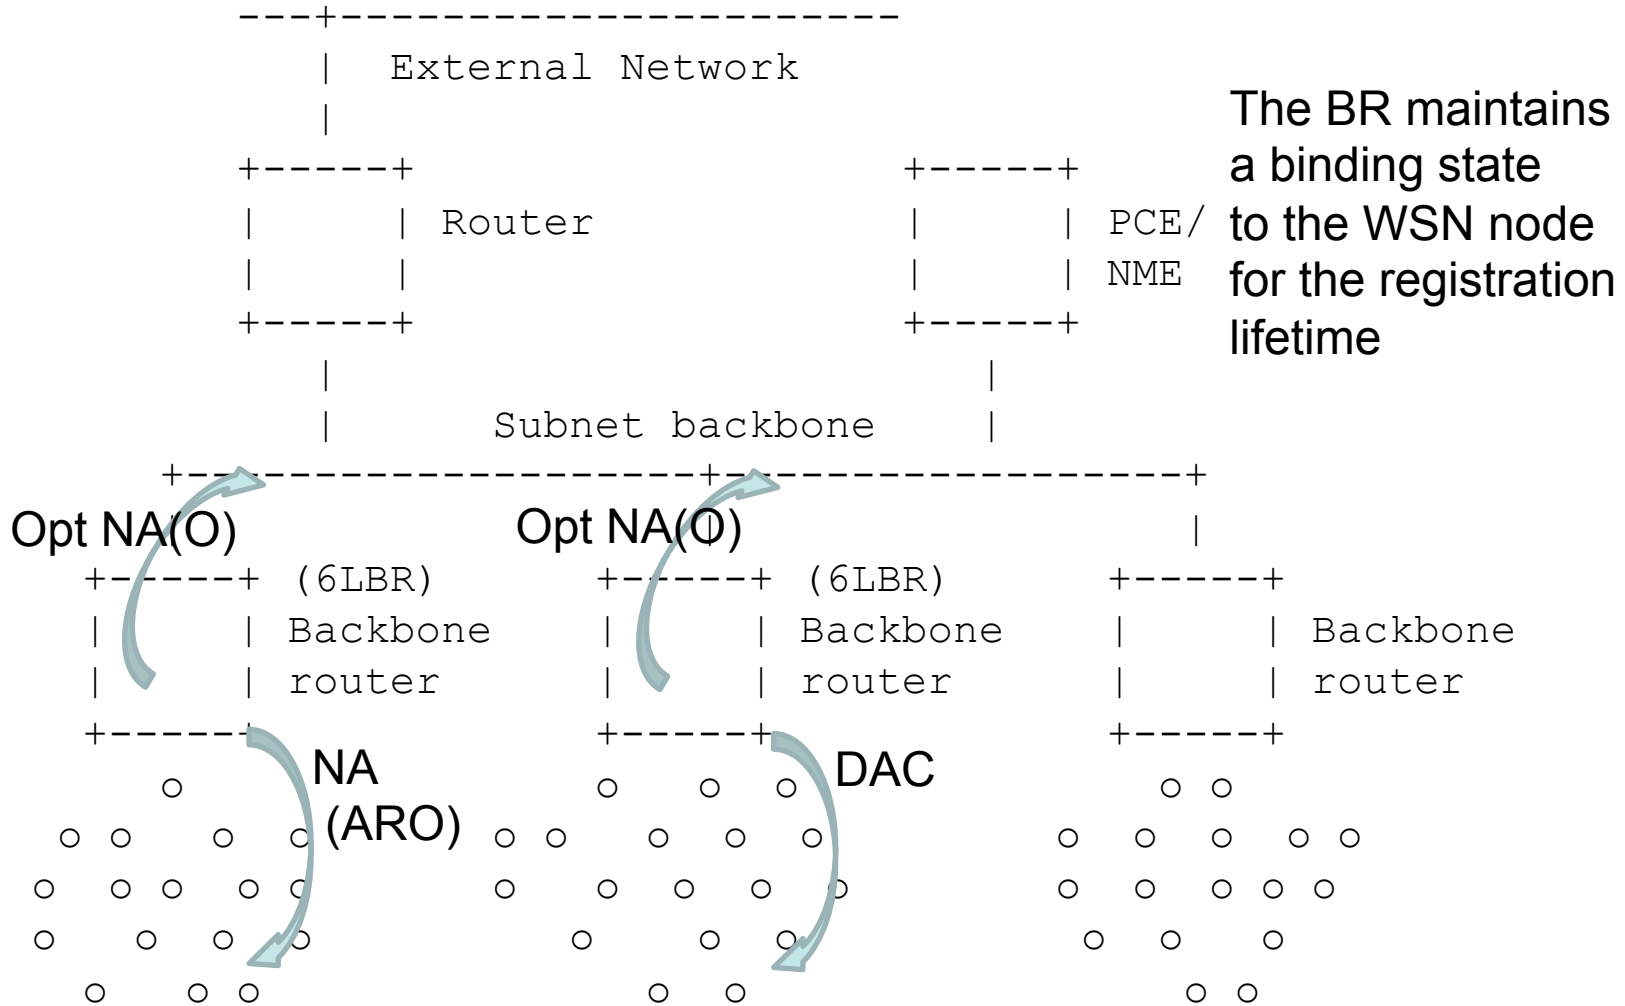 External Network
The BR maintains
a binding state
to the WSN node
for the registration
lifetime
Router
PCE/
NME
Subnet backbone
Opt NA(O)
Opt NA(O)
(6LBR)
Backbone
router
(6LBR)
Backbone
router
Backbone
router
NA
(ARO)
DAC